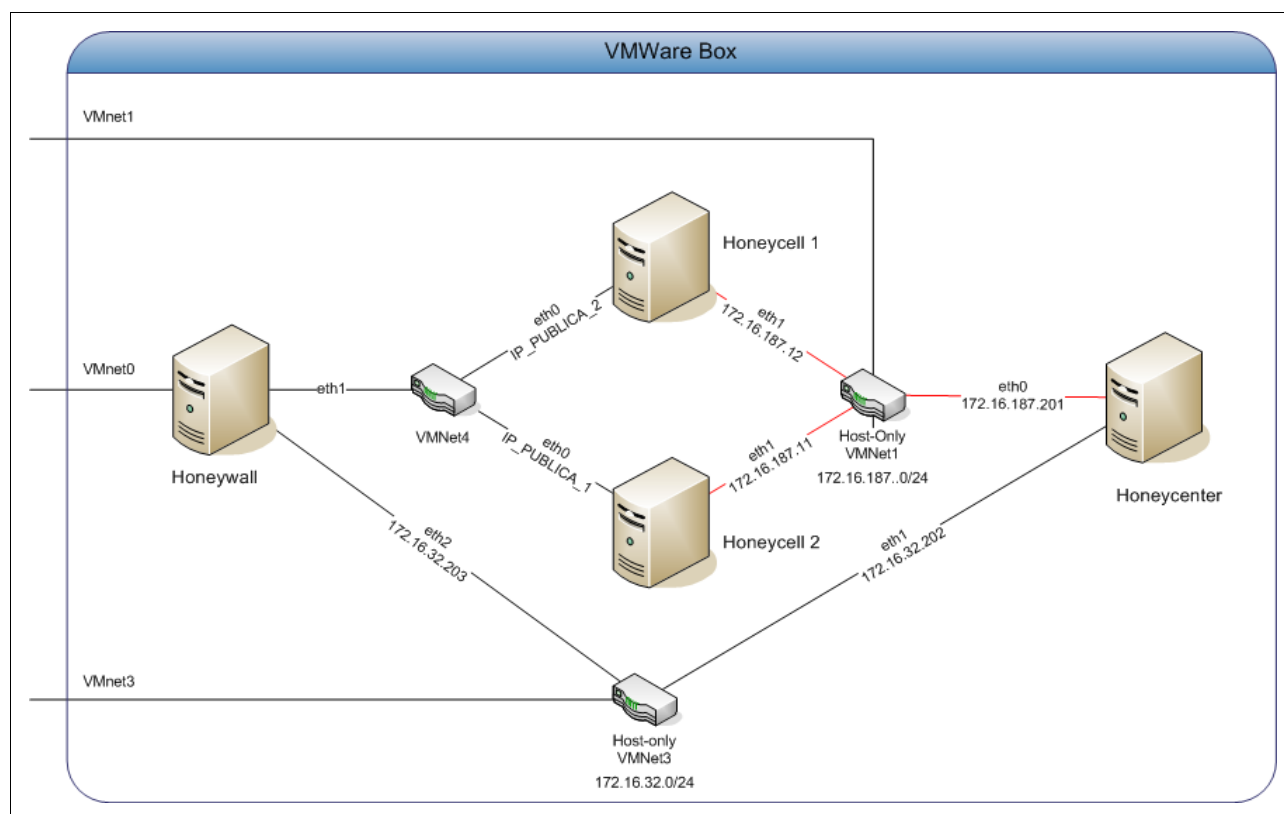 VMWare Box
VMnet1
Honeycell 1
eth0
IP_PUBLICA_2
eth1
172.16.187.12
VMnet0
eth1
VMNet4
Honeywall
eth0
IP_PUBLICA_1
eth1
172.16.187.11
Host-Only
VMNet1
172.16.187..0/24
eth0
172.16.187.201
Honeycenter
Honeycell 2
eth2
172.16.32.203
eth1
172.16.32.202
VMnet3
Host-only
VMNet3
172.16.32.0/24